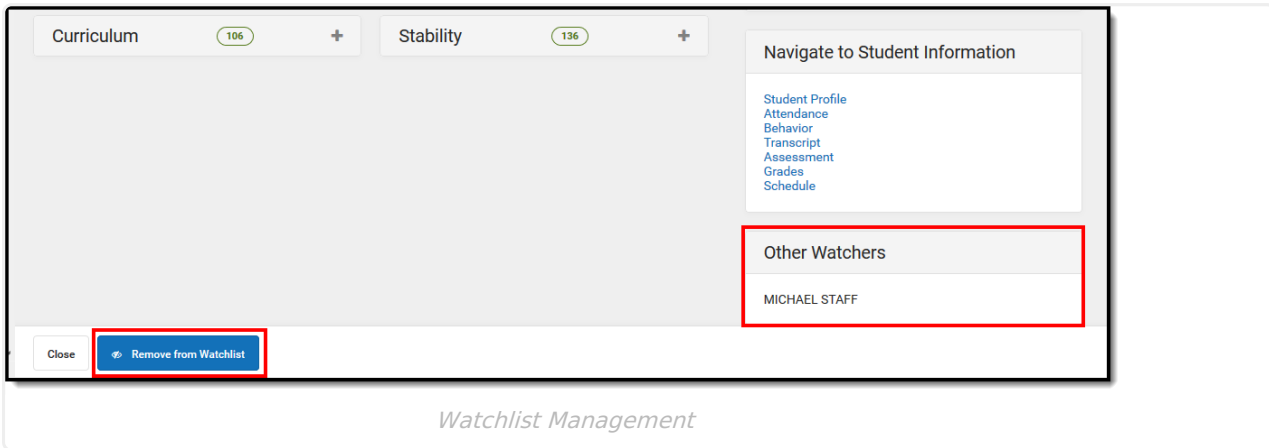 Curriculum 106 +
Stability 136 +
Navigate to Student Information
Student Profile
Attendance
Behavior
Transcript
Assessment
Grades
Schedule
Other Watchers
MICHAEL STAFF
Close
Remove from Watchlist
Watchlist Management